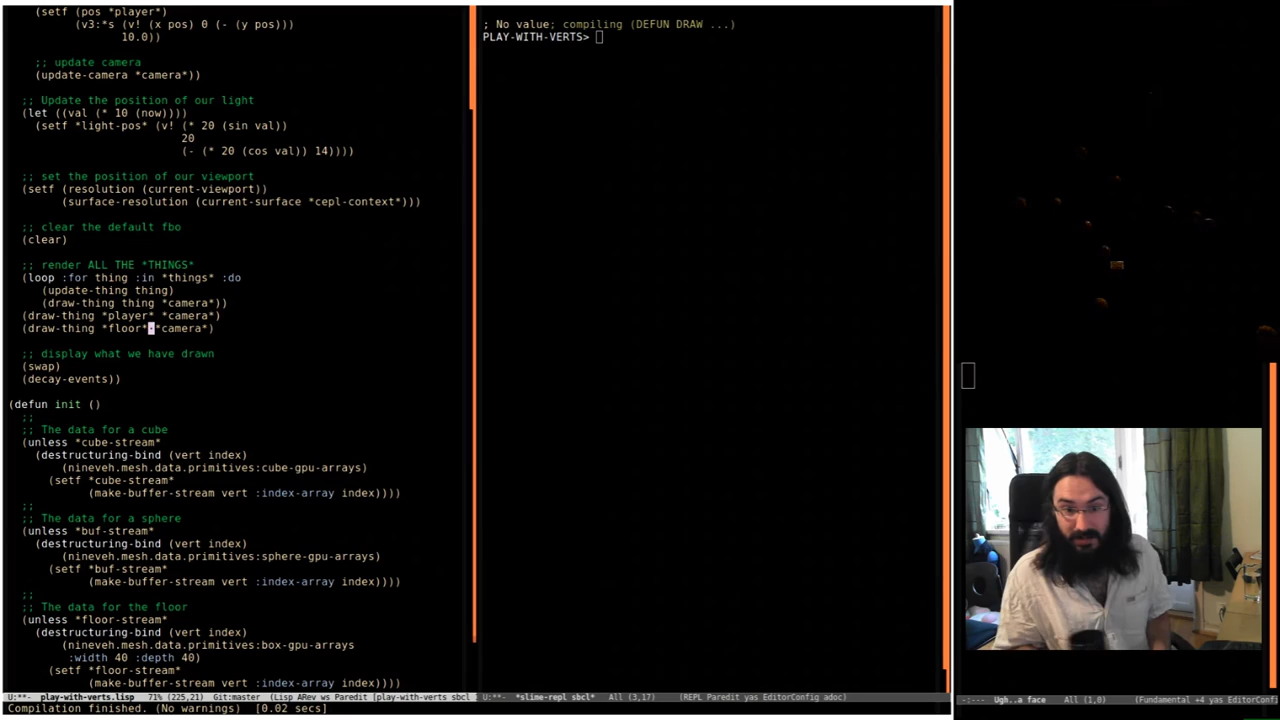 (setf (pos *player*)
(v3:*s (v! (x pos) 0 (- (y pos)))
10.0))
;; update camera
(update-camera *camera*))
;; Update the position of our light
(let ((val (* 10 (now))))
(setf *light-pos* (v! (* 20 (sin val))
20
(- (* 20 (cos val)) 14))))
;; set the position of our viewport
(setf (resolution (current-viewport))
(surface-resolution (current-surface *cepl-context*)))
;; clear the default fbo
(clear)
;; render ALL THE *THINGS*
(loop :for thing :in *things* :do
(update-thing thing)
(draw-thing thing *camera*))
(draw-thing *player* *camera*)
(draw-thing *floor* *camera*)
;; display what we have drawn
(swap)
(decay-events))
(defun init ()
;;
;; The data for a cube
(unless *cube-stream*
(destructuring-bind (vert index)
(nineveh.mesh.data.primitives:cube-gpu-arrays)
(setf *cube-stream*
(make-buffer-stream vert :index-array index))))
;;
;; The data for a sphere
(unless *buf-stream*
(destructuring-bind (vert index)
(nineveh.mesh.data.primitives:sphere-gpu-arrays)
(setf *buf-stream*
(make-buffer-stream vert :index-array index))))
;;
;; The data for the floor
(unless *floor-stream*
(destructuring-bind (vert index)
(nineveh.mesh.data.primitives:box-gpu-arrays
:width 40 :depth 40)
(setf *floor-stream*
(make-buffer-stream vert :index-array index))))
U:**- play-with-verts.lisp 71% (225,21) Git:master (Lisp ARev ws Paredit [play-with-verts sbcl
Compilation finished. (No warnings) [0.02 secs]
; No value; compiling (DEFUN DRAW ...)
PLAY-WITH-VERTS>
U:**- *slime-repl sbcl* All (3,17) (REPL Paredit yas EditorConfig adoc)
-:--- Ugh..a face All (1,0) (Fundamental +4 yas EditorConf